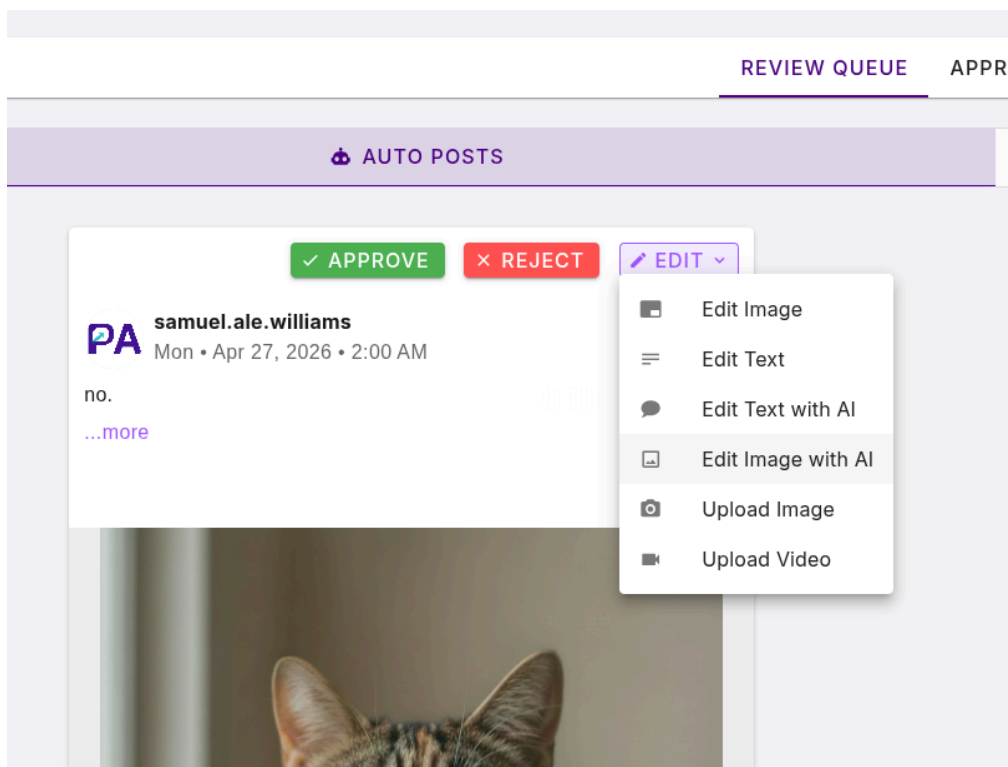 REVIEW QUEUE APPR
AUTO POSTS
APPROVE REJECT EDIT
PA samuel.ale.williams
Mon • Apr 27, 2026 • 2:00 AM
no.
...more
Edit Image
Edit Text
Edit Text with AI
Edit Image with AI
Upload Image
Upload Video